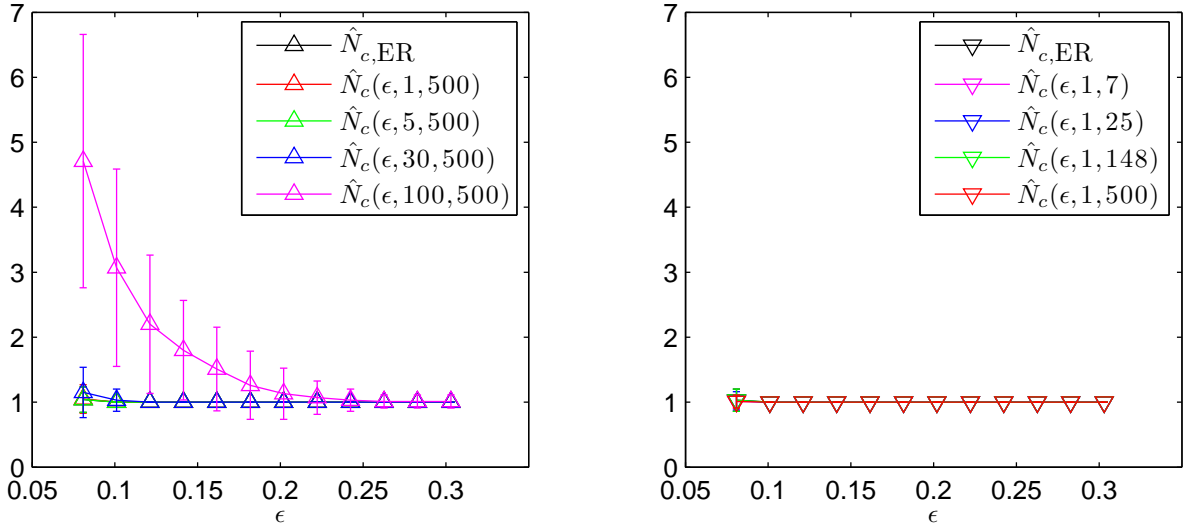 7
6
5
4
3
2
1
0
0.05 0.1 0.15 0.2 0.25 0.3
ϵ
N̂c,ER
N̂c(ϵ, 1, 500)
N̂c(ϵ, 5, 500)
N̂c(ϵ, 30, 500)
N̂c(ϵ, 100, 500)
7
6
5
4
3
2
1
0
0.05 0.1 0.15 0.2 0.25 0.3
ϵ
N̂c,ER
N̂c(ϵ, 1, 7)
N̂c(ϵ, 1, 25)
N̂c(ϵ, 1, 148)
N̂c(ϵ, 1, 500)